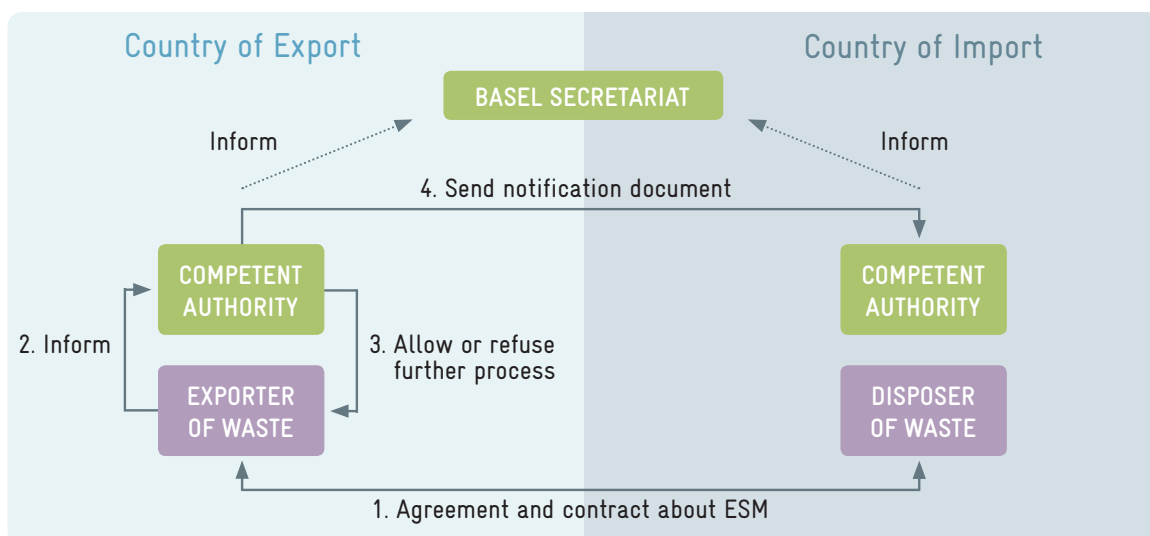 Country of Export
Country of Import
BASEL SECRETARIAT
Inform
Inform
4. Send notification document
COMPETENT
AUTHORITY
COMPETENT
AUTHORITY
2. Inform
3. Allow or refuse
further process
EXPORTER
OF WASTE
DISPOSER
OF WASTE
1. Agreement and contract about ESM